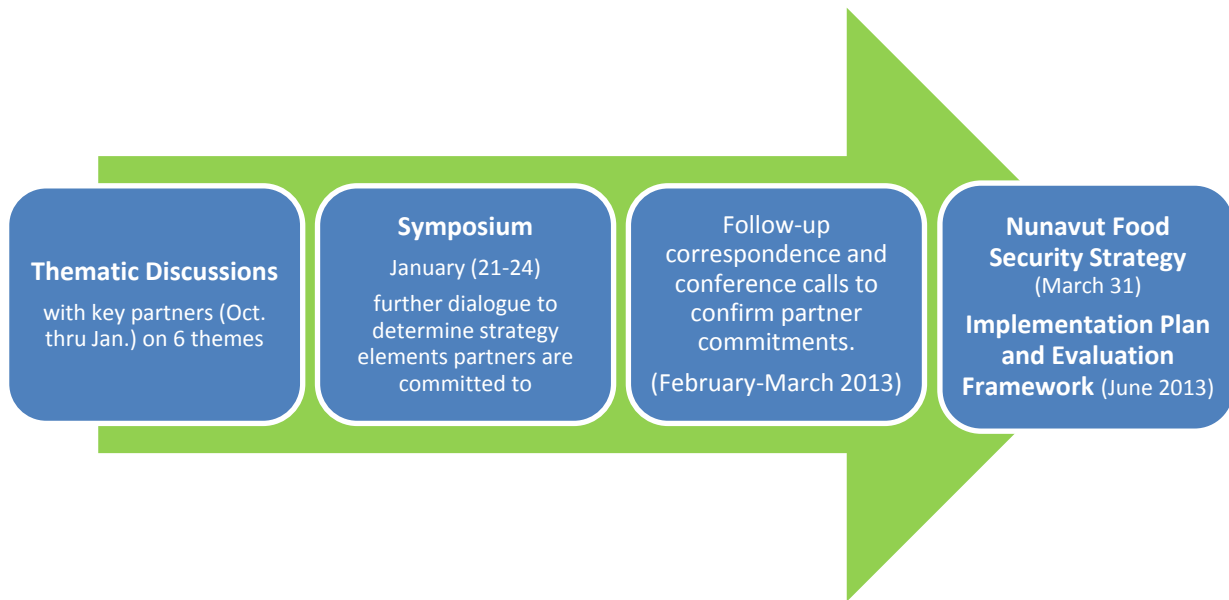 Thematic Discussions
with key partners (Oct.
thru Jan.) on 6 themes
Symposium
January (21-24)
further dialogue to
determine strategy
elements partners are
committed to
Follow-up
correspondence and
conference calls to
confirm partner
commitments.
(February-March 2013)
Nunavut Food
Security Strategy
(March 31)
Implementation Plan
and Evaluation
Framework (June 2013)